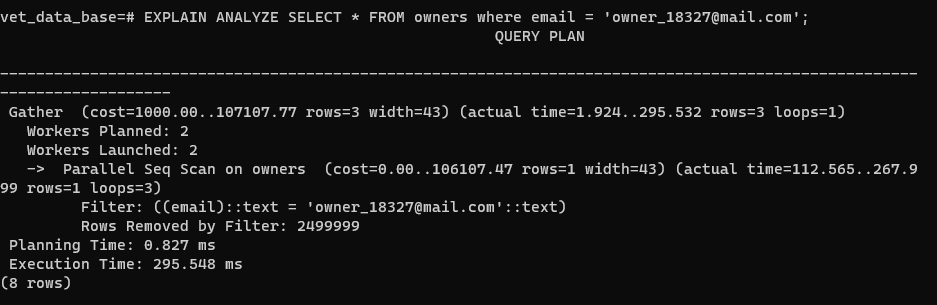 vet_data_base=# EXPLAIN ANALYZE SELECT * FROM owners where email = 'owner_18327@mail.com';
QUERY PLAN
------------------------------------------------------------------------------------------------------
-------------------
Gather  (cost=1000.00..107107.77 rows=3 width=43) (actual time=1.924..295.532 rows=3 loops=1)
Workers Planned: 2
Workers Launched: 2
->  Parallel Seq Scan on owners  (cost=0.00..106107.47 rows=1 width=43) (actual time=112.565..267.9
99 rows=1 loops=3)
Filter: ((email)::text = 'owner_18327@mail.com'::text)
Rows Removed by Filter: 2499999
Planning Time: 0.827 ms
Execution Time: 295.548 ms
(8 rows)